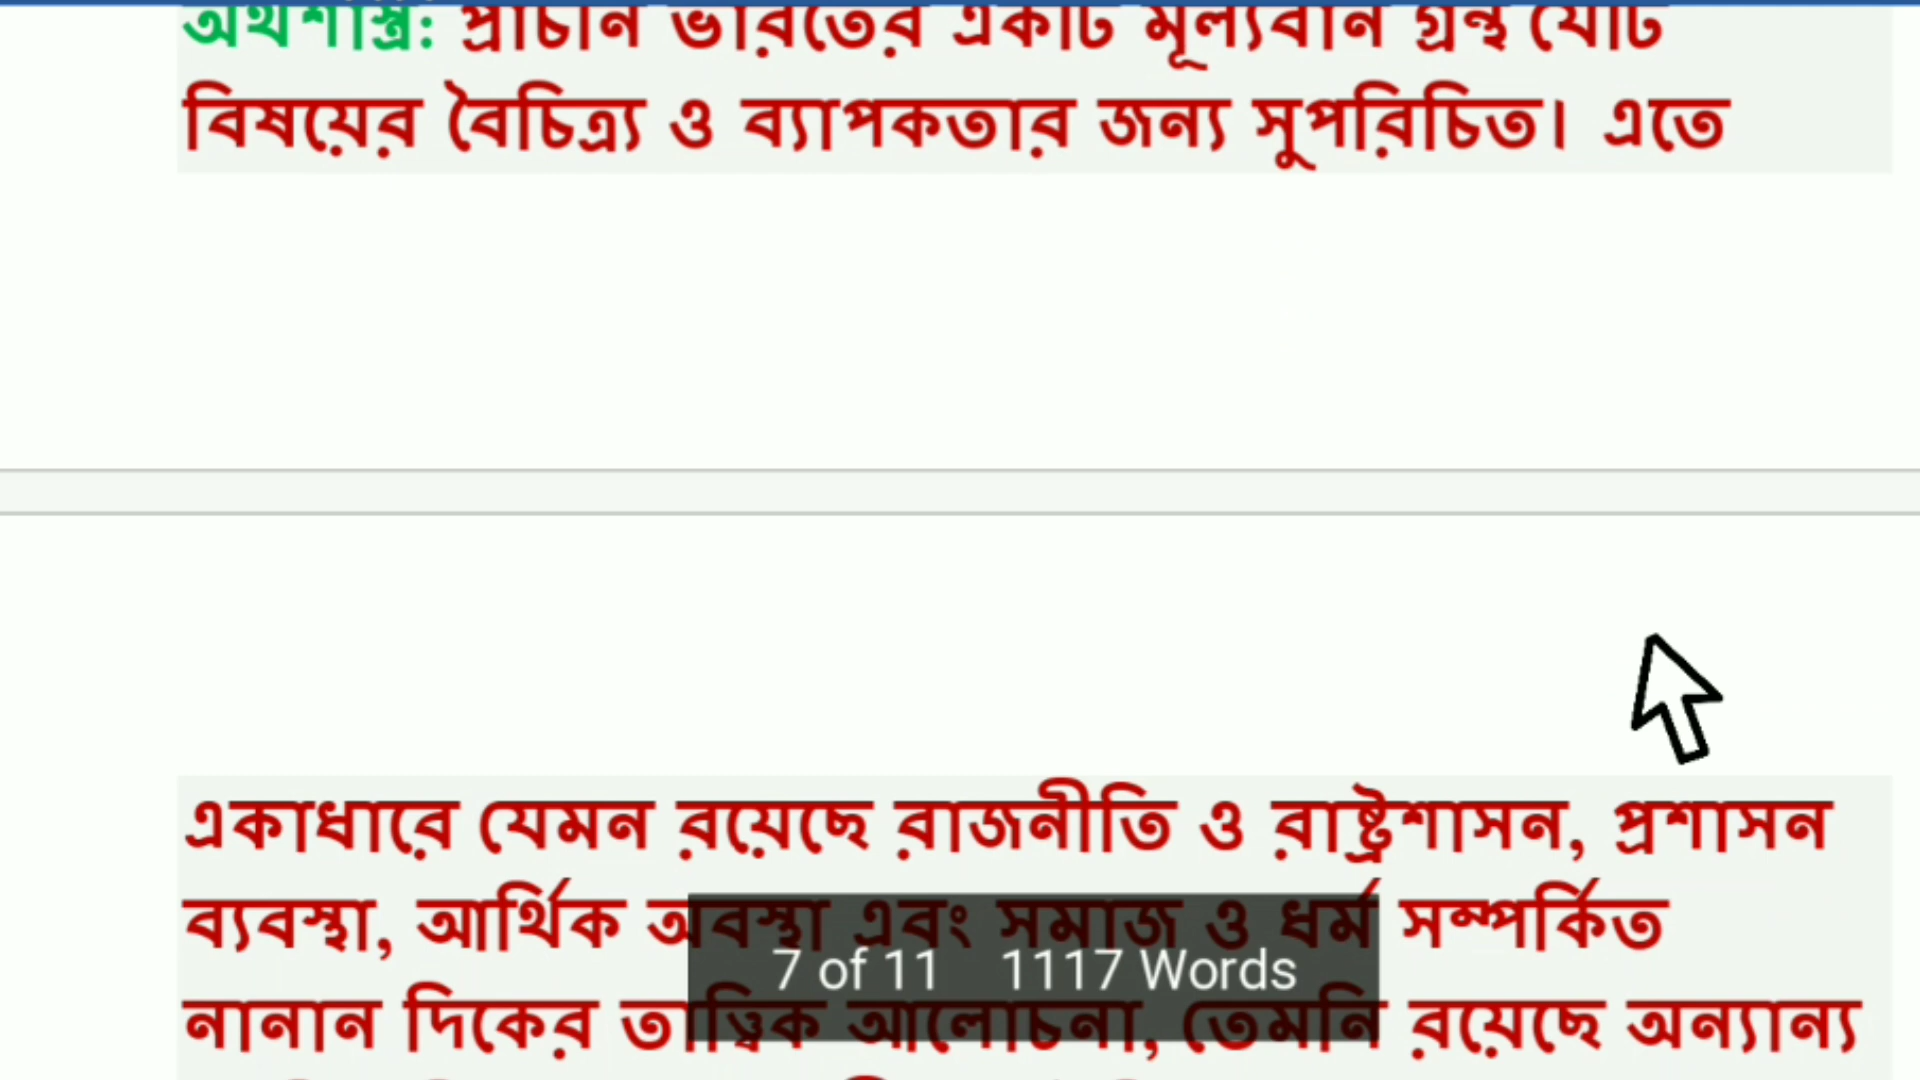 অর্থশাস্ত্র: প্রাচীন ভারতের একটি মূল্যবান গ্রন্থ যেটি
বিষয়ের বৈচিত্র্য ও ব্যাপকতার জন্য সুপরিচিত। এতে
একাধারে যেমন রয়েছে রাজনীতি ও রাষ্ট্রশাসন, প্রশাসন
ব্যবস্থা, আর্থিক অবস্থা এবং সমাজ ও ধর্ম সম্পর্কিত
7 of 11 1117 Words
নানান দিকের তাত্ত্বিক আলোচনা, তেমনি রয়েছে অন্যান্য